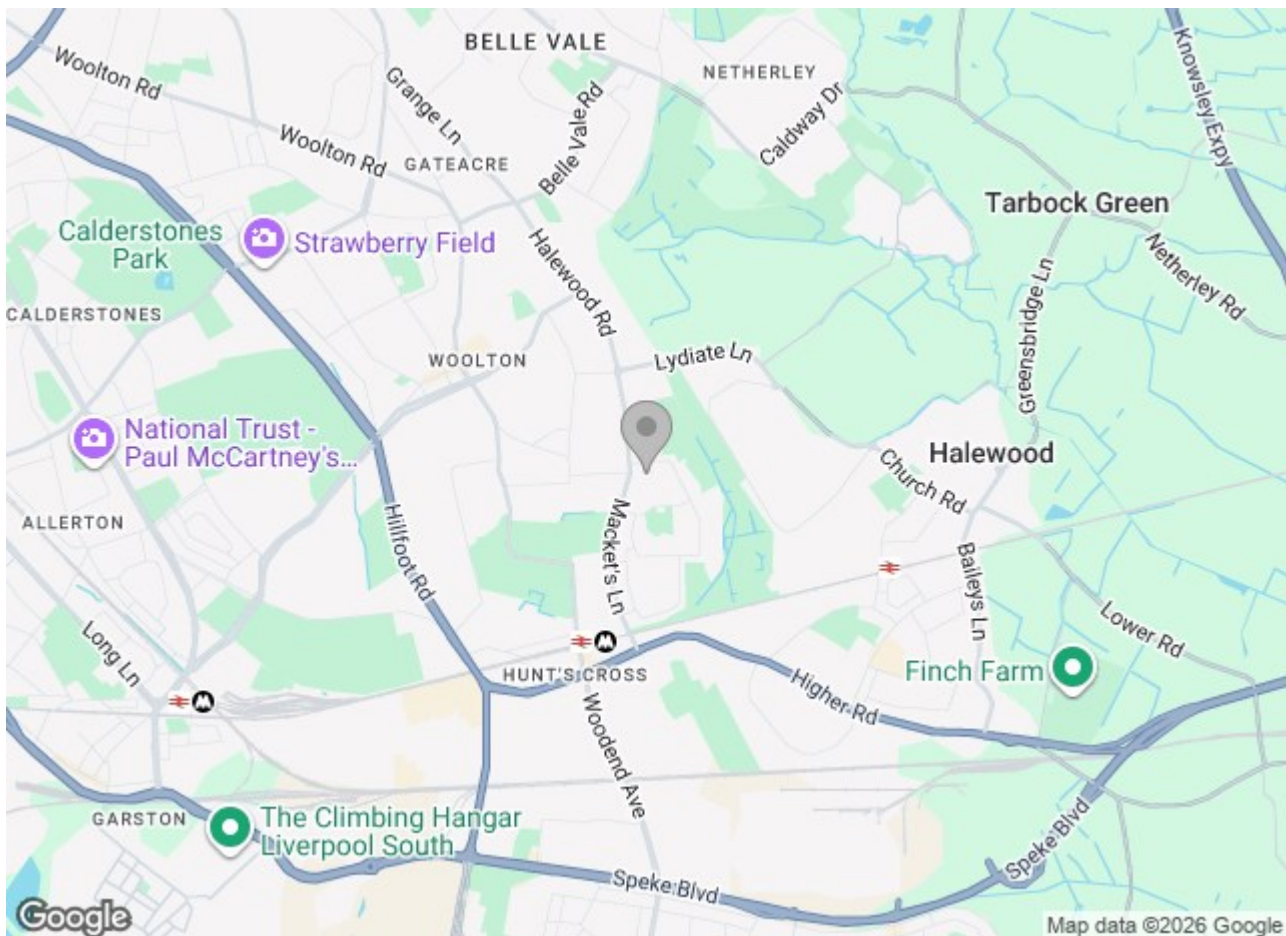 BELLE VALE
NETHERLEY
Knowsley Expy
Woolton Rd
Grange Ln
Caldway Dr
Woolton Rd
GATEACRE
Belle Vale Rd
Tarbock Green
Calderstones
Park
Strawberry Field
Halewood Rd
Netherley Rd
Greensbridge Ln
CALDERSTONES
WOOLTON
Lydiate Ln
National Trust -
Paul McCartney's...
Halewood
Church Rd
ALLERTON
Hillfoot Rd
Macket's Ln
Baileys Ln
Lower Rd
Long Ln
HUNT'S CROSS
Finch Farm
Higher Rd
Woodend Ave
GARSTON
The Climbing Hangar
Liverpool South
Speke Blvd
Speke Blvd
Google
Map data ©2026 Google